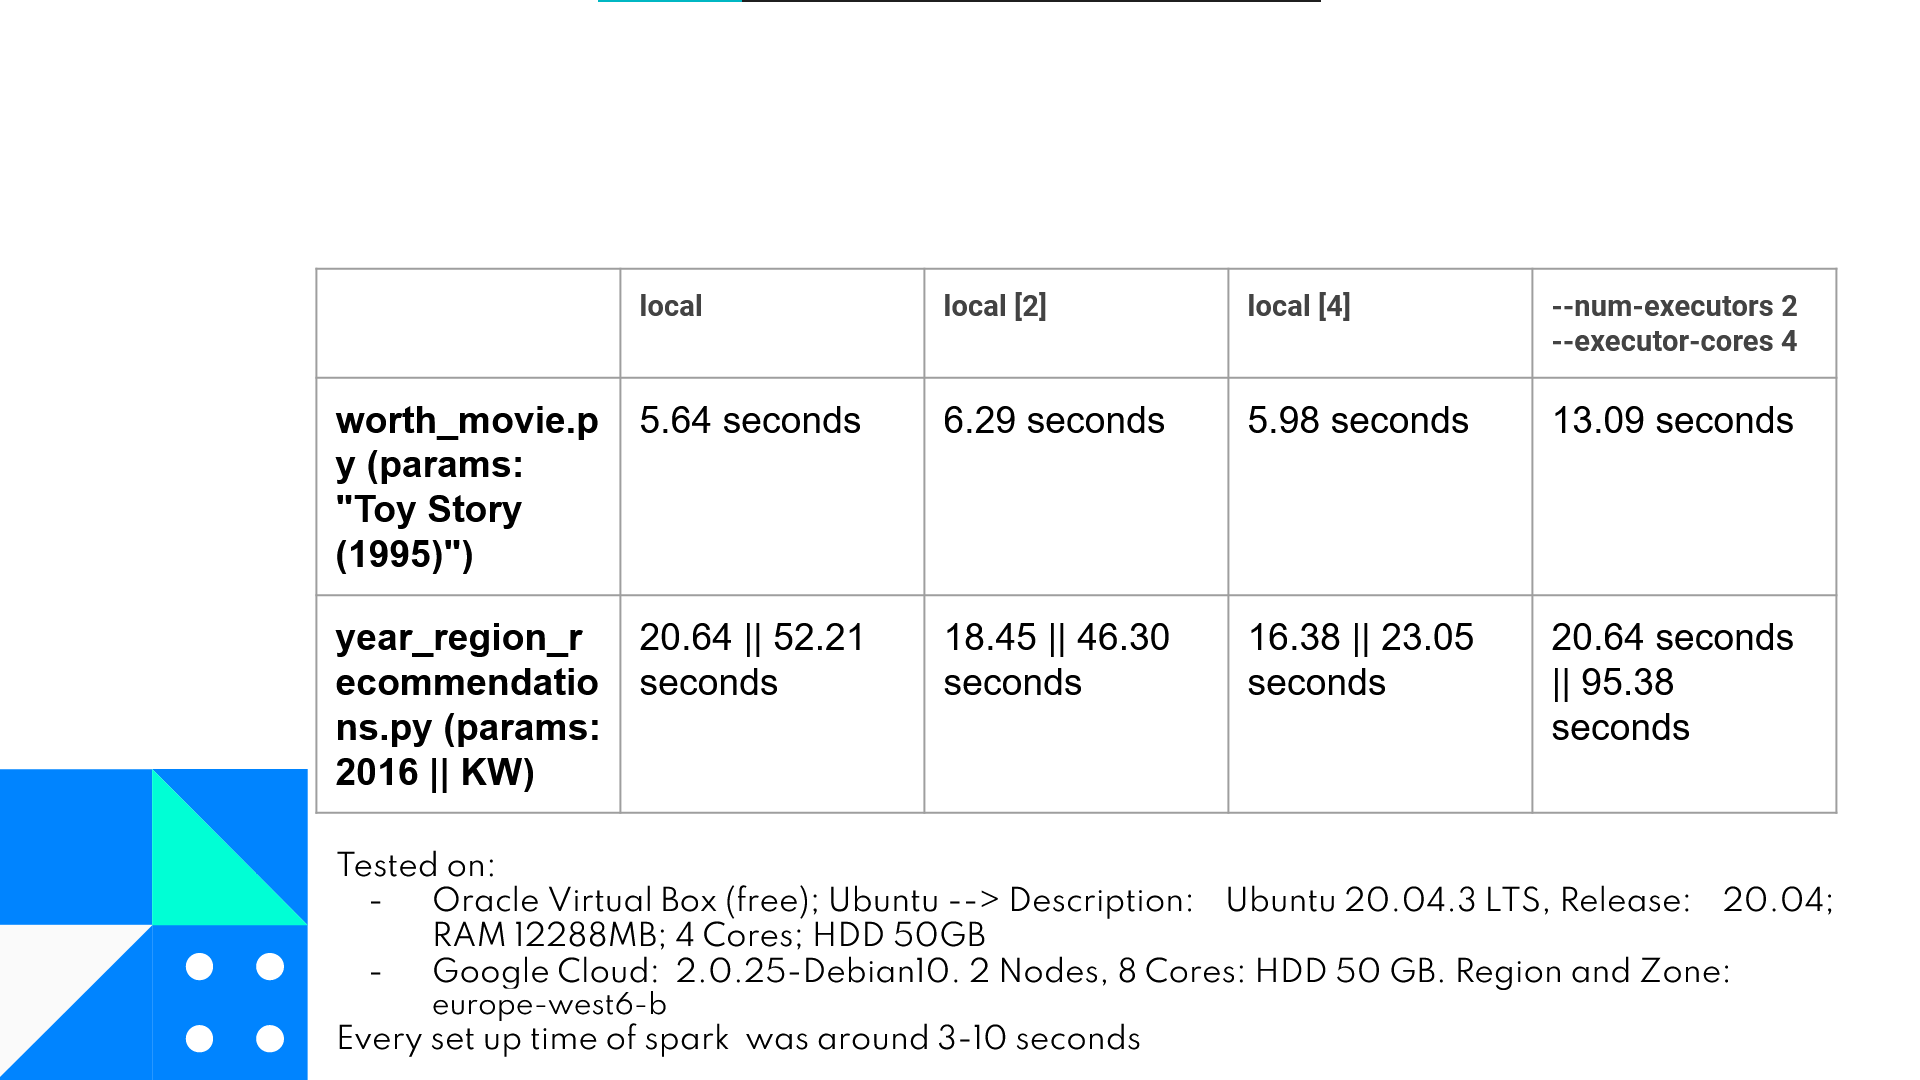 local
local [2]
local [4]
--num-executors 2
--executor-cores 4
worth_movie.p
y (params:
"Toy Story
(1995)")
5.64 seconds
6.29 seconds
5.98 seconds
13.09 seconds
year_region_r
ecommendatio
ns.py (params:
2016 || KW)
20.64 || 52.21
seconds
18.45 || 46.30
seconds
16.38 || 23.05
seconds
20.64 seconds
|| 95.38
seconds
Tested on:
- Oracle Virtual Box (free); Ubuntu --> Description: Ubuntu 20.04.3 LTS, Release: 20.04;
RAM 12288MB; 4 Cores; HDD 50GB
- Google Cloud: 2.0.25-Debian10. 2 Nodes, 8 Cores: HDD 50 GB. Region and Zone:
europe-west6-b
Every set up time of spark was around 3-10 seconds